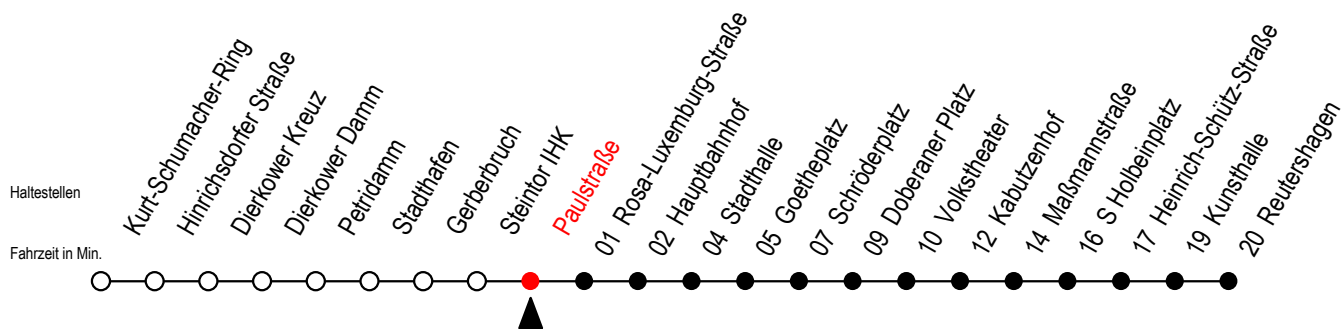 Haltestellen
Fahrzeit in Min.
Kurt-Schumacher-Ring
Hinrichsdorfer Straße
Dierkower Kreuz
Dierkower Damm
Petridamm
Stadthafen
Gerberbruch
Steintor IHK
Paulstraße
01 Rosa-Luxemburg-Straße
02 Hauptbahnhof
04 Stadthalle
05 Goetheplatz
07 Schröderplatz
09 Doberaner Platz
10 Volkstheater
12 Kabutzenhof
14 Maßmannstraße
16 S Holbeinplatz
17 Heinrich-Schütz-Straße
19 Kunsthalle
20 Reutershagen